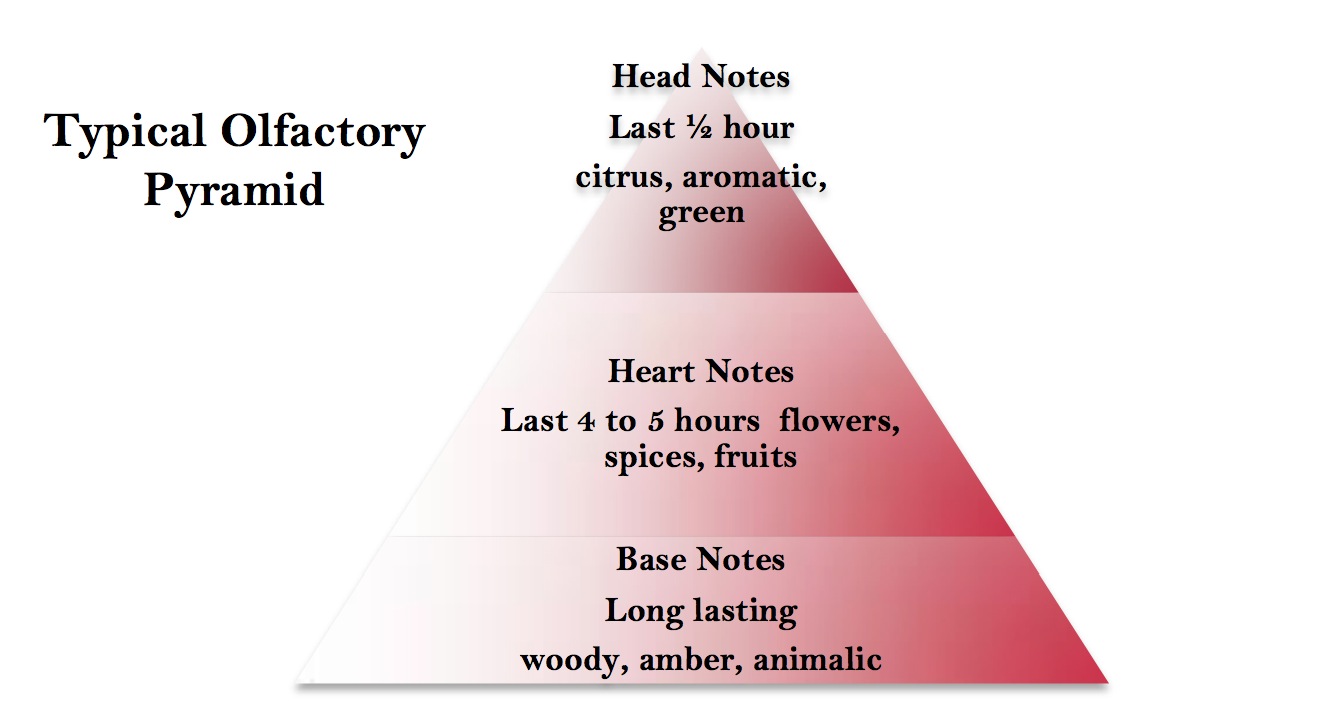 Typical Olfactory
Pyramid
Head Notes
Last ½ hour
citrus, aromatic,
green
Heart Notes
Last 4 to 5 hours  flowers,
spices, fruits
Base Notes
Long lasting
woody, amber, animalic